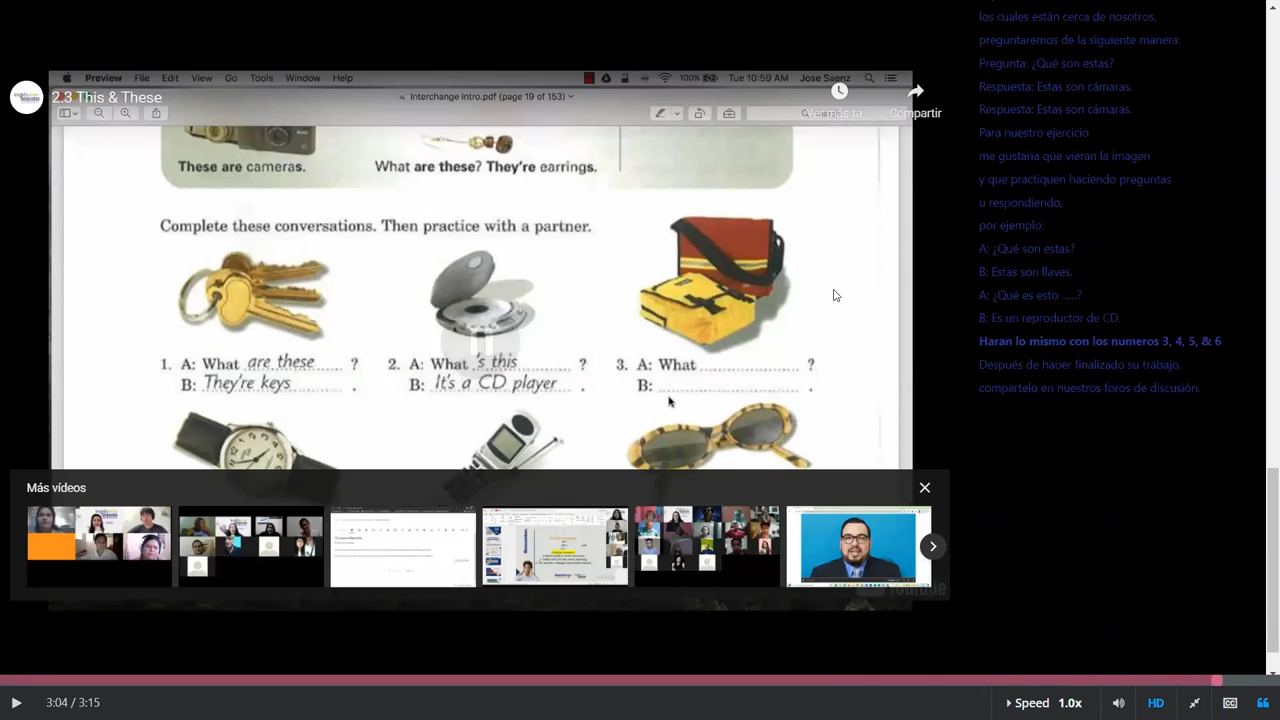 Preview File Edit View Go Tools Window Help
100%
Tue 10:59 AM Jose Saenz
2.3 This & These
Interchange Intro.pdf (page 19 of 153)
Ver más ta...
Compartir
These are cameras.
What are these? They're earrings.
Complete these conversations. Then practice with a partner.
1. A: What are these ?
B: They're keys .
2. A: What 's this ?
B: It's a CD player .
3. A: What ?
B: .
Más vídeos
YouTube
los cuales están cerca de nosotros,
preguntaremos de la siguiente manera:
Pregunta: ¿Qué son estas?
Respuesta: Estas son cámaras.
Respuesta: Estas son cámaras.
Para nuestro ejercicio
me gustaria que vieran la imagen
y que practiquen haciendo preguntas
u respondiendo,
por ejemplo:
A: ¿Qué son estas?
B: Estas son llaves.
A: ¿Qué es esto ......?
B: Es un reproductor de CD.
Haran lo mismo con los numeros 3, 4, 5, & 6
Después de haber finalizado su trabajo,
compartelo en nuestros foros de discusión.
3:04 / 3:15
Speed 1.0x
HD